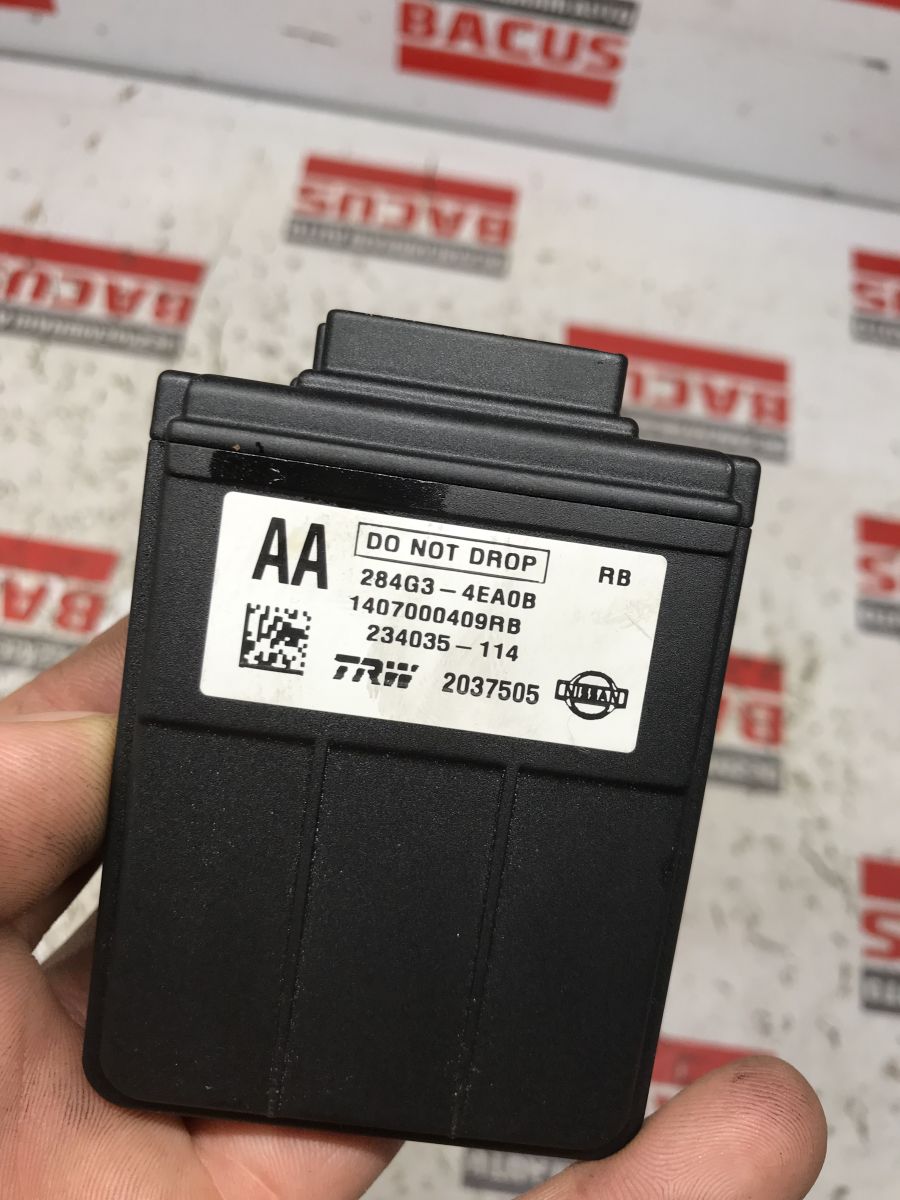 BACUS
BACUS
BACUS
BACUS
AA
DO NOT DROP
RB
284G3-4EA0B
1407000409RB
234035-114
TRW
2037505
NISSAN